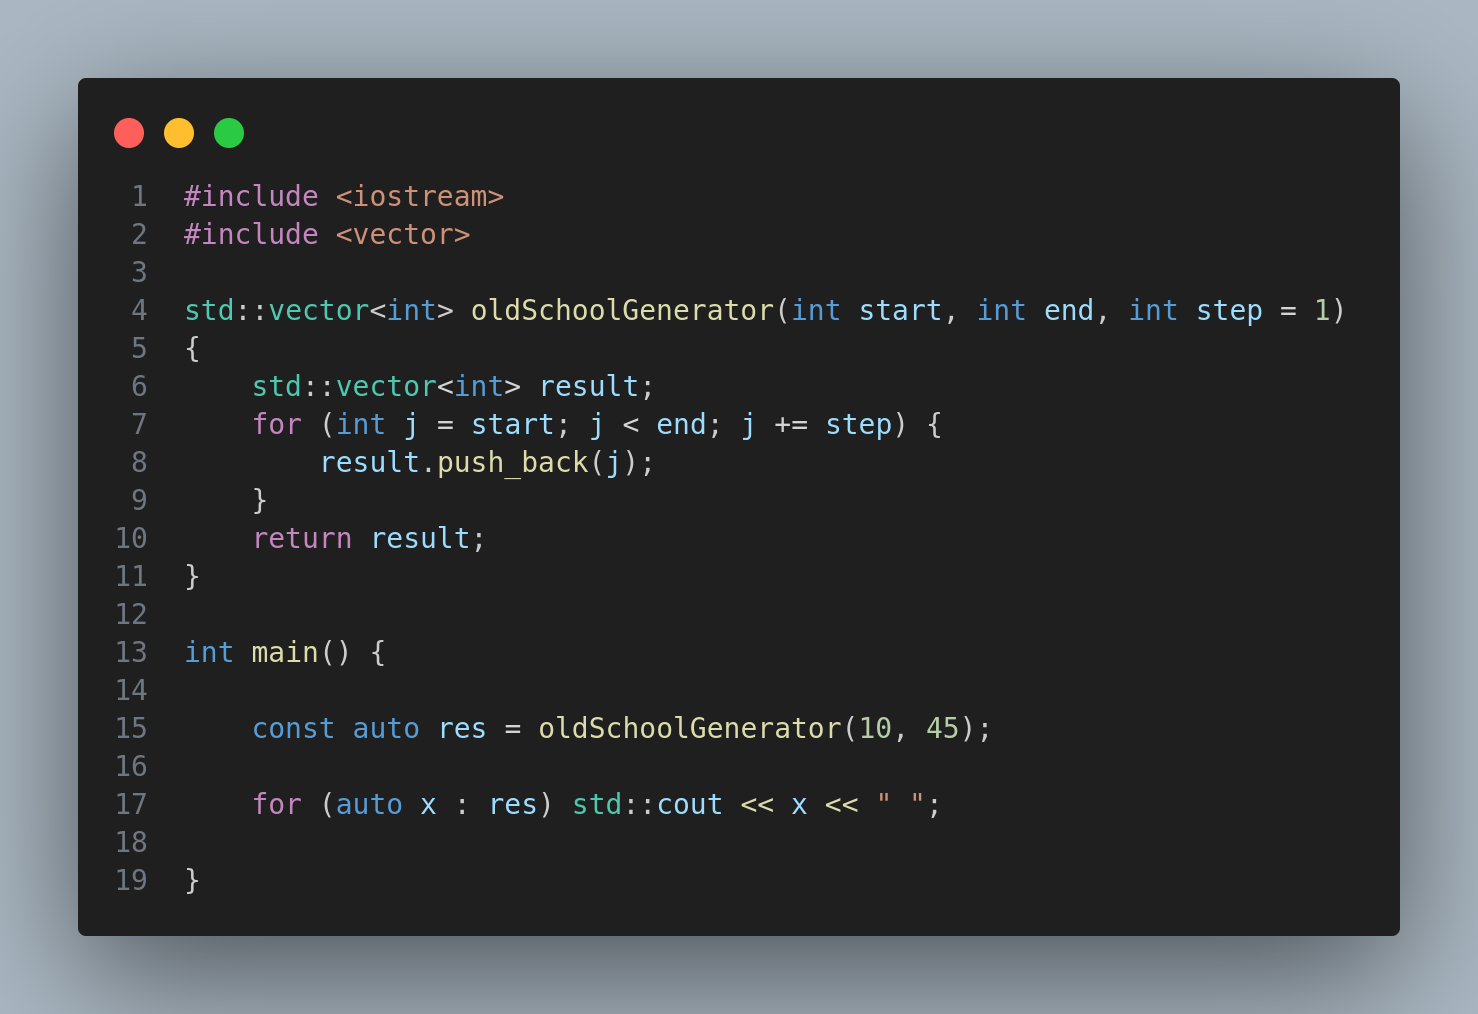 1 #include <iostream>
2 #include <vector>
3
4 std::vector<int> oldSchoolGenerator(int start, int end, int step = 1)
5 {
6     std::vector<int> result;
7     for (int j = start; j < end; j += step) {
8         result.push_back(j);
9     }
10     return result;
11 }
12
13 int main() {
14
15     const auto res = oldSchoolGenerator(10, 45);
16
17     for (auto x : res) std::cout << x << " ";
18
19 }